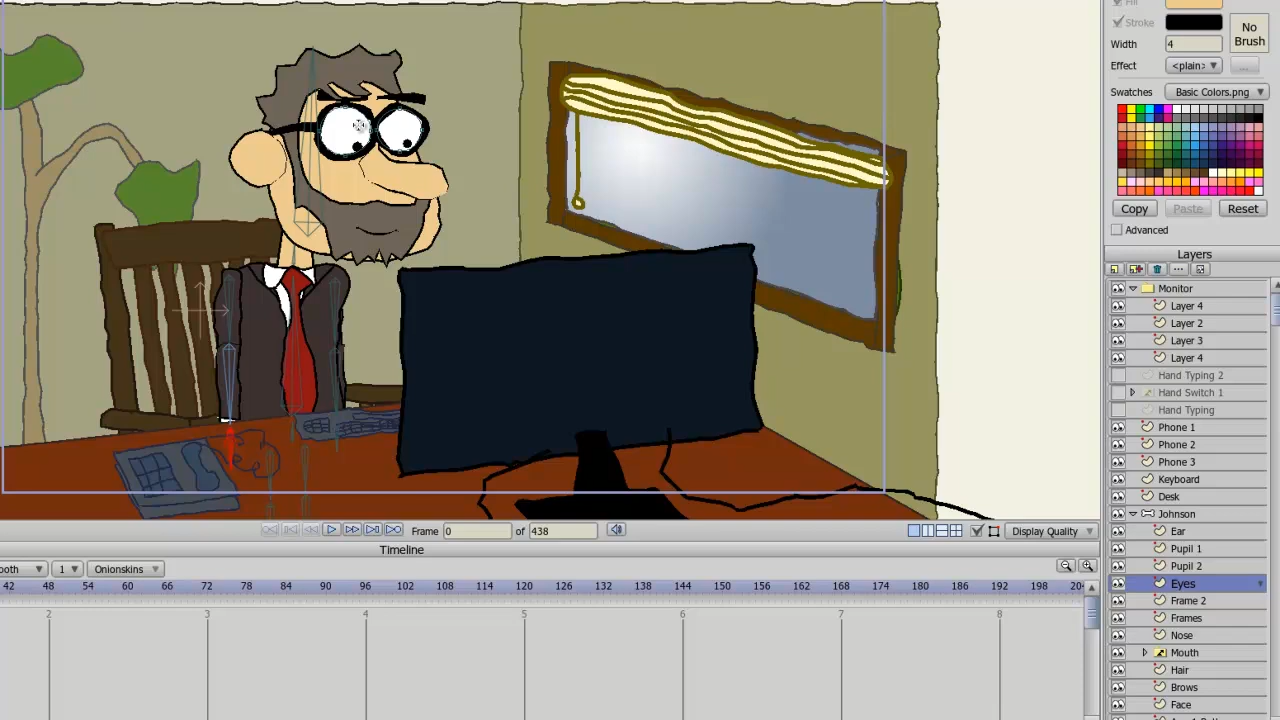 Fill
Stroke
No
Brush
Width 4
Effect <plain> ...
Swatches Basic Colors.png
Copy Paste Reset
Advanced
Layers
Monitor
Layer 4
Layer 2
Layer 3
Layer 4
Hand Typing 2
Hand Switch 1
Hand Typing
Phone 1
Phone 2
Phone 3
Keyboard
Desk
Johnson
Ear
Pupil 1
Pupil 2
Eyes
Frame 2
Frames
Nose
Mouth
Hair
Brows
Face
Frame 0 of 438 Display Quality
Timeline
ooth 1 Onionskins
42 48 54 60 66 72 78 84 90 96 102 108 114 120 126 132 138 144 150 156 162 168 174 180 186 192 198 20
2 3 4 5 6 7 8